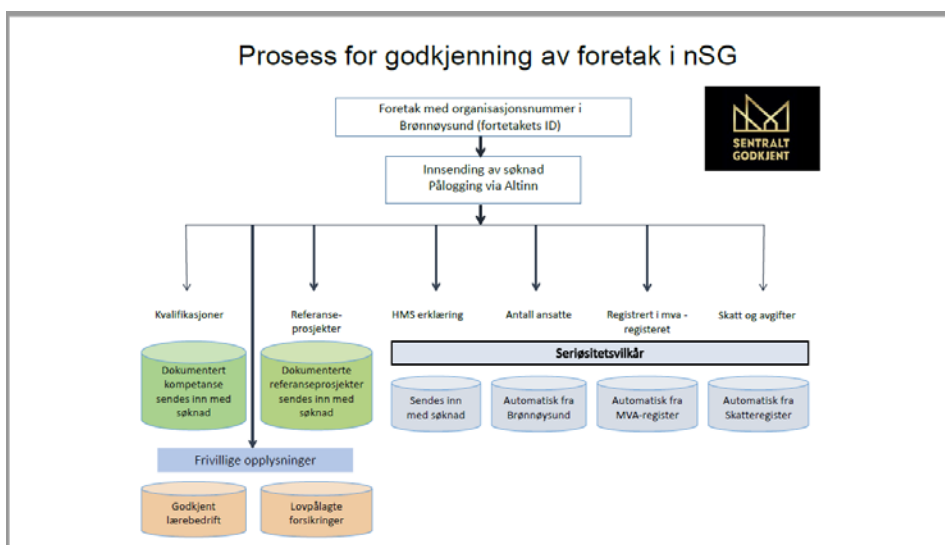 Prosess for godkjenning av foretak i nSG
Foretak med organisasjonsnummer i
Brønnøysund (fortetakets ID)
SENTRALT
GODKJENT
Innsending av søknad
Pålogging via Altinn
Kvalifikasjoner
Referanse-
prosjekter
HMS erklæring
Antall ansatte
Registrert i mva -
registeret
Skatt og avgifter
Seriøsitetsvilkår
Dokumentert
kompetanse
sendes inn med
søknad
Dokumenterte
referanseprosjekter
sendes inn med
søknad
Sendes inn
med søknad
Automatisk fra
Brønnøysund
Automatisk fra
MVA-register
Automatisk fra
Skatteregister
Frivillige opplysninger
Godkjent
lærebedrift
Lovpålagte
forsikringer